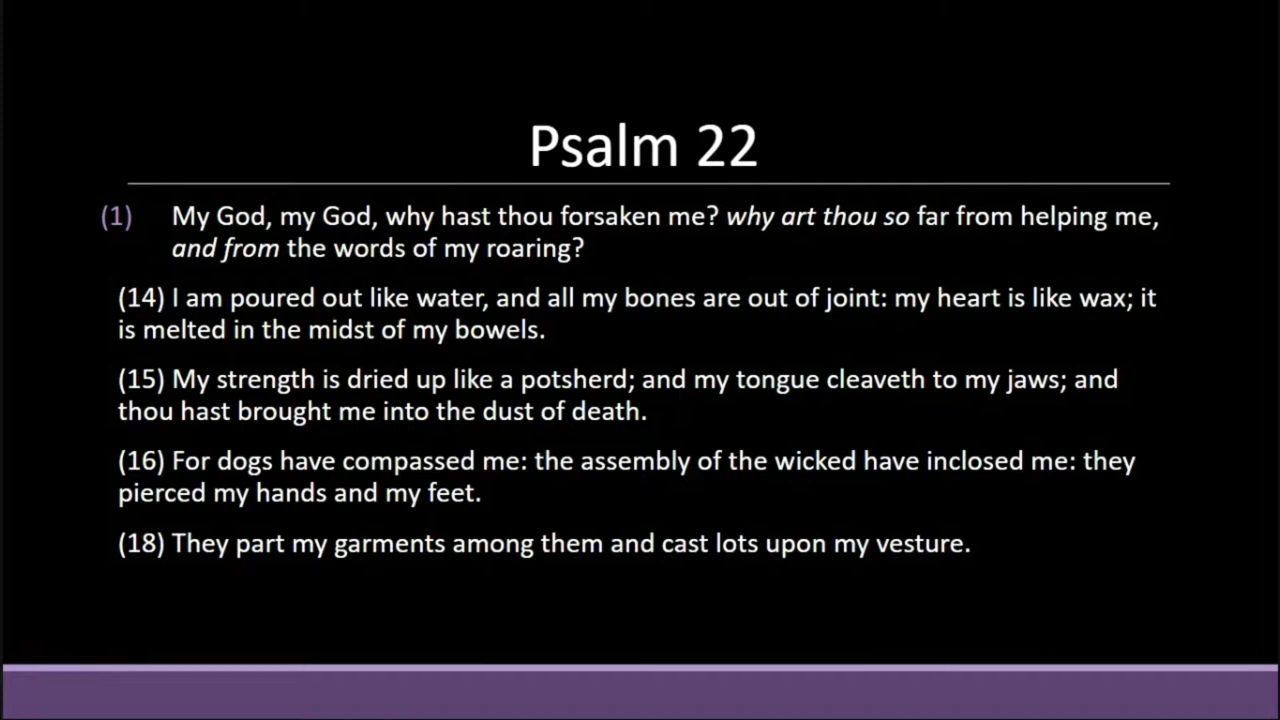 Psalm 22
(1) My God, my God, why hast thou forsaken me? why art thou so far from helping me,
and from the words of my roaring?
(14) I am poured out like water, and all my bones are out of joint: my heart is like wax; it
is melted in the midst of my bowels.
(15) My strength is dried up like a potsherd; and my tongue cleaveth to my jaws; and
thou hast brought me into the dust of death.
(16) For dogs have compassed me: the assembly of the wicked have inclosed me: they
pierced my hands and my feet.
(18) They part my garments among them and cast lots upon my vesture.